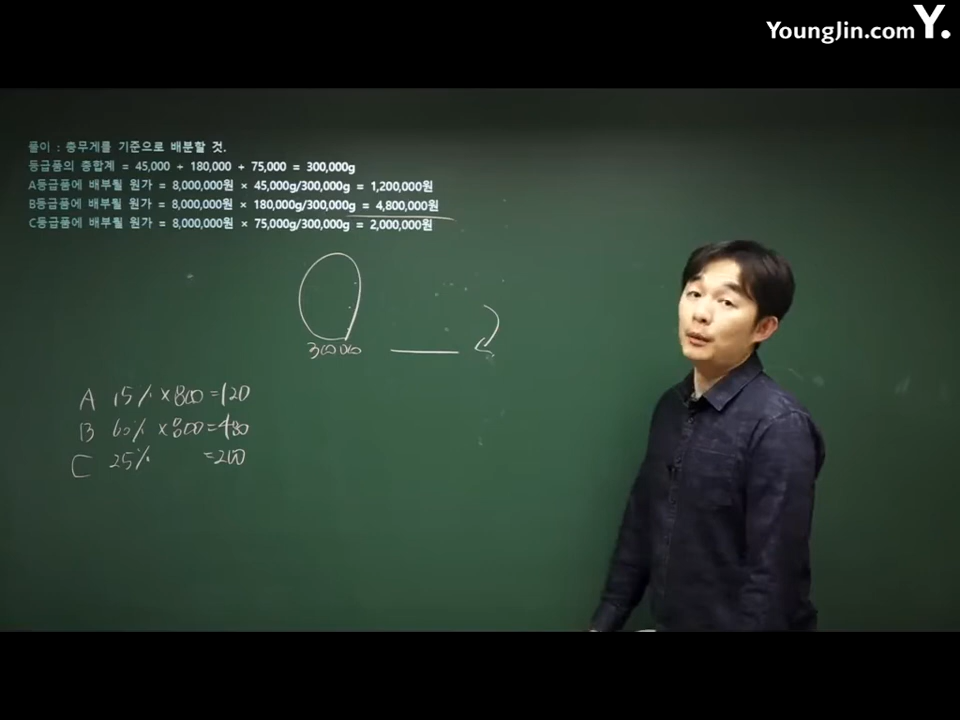 YoungJin.com Y.
풀이 : 총무게를 기준으로 배분할 것.
등급품의 총합계 = 45,000 + 180,000 + 75,000 = 300,000g
A등급품에 배부될 원가 = 8,000,000원 × 45,000g/300,000g = 1,200,000원
B등급품에 배부될 원가 = 8,000,000원 × 180,000g/300,000g = 4,800,000원
C등급품에 배부될 원가 = 8,000,000원 × 75,000g/300,000g = 2,000,000원
A 15% ×800 =120
B 60% ×800 =480
C 25% =200